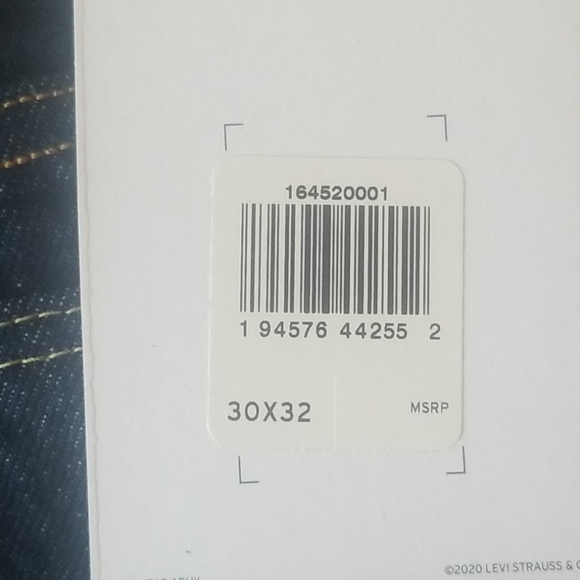 164520001
1 94576 44255 2
30X32
MSRP
©2020 LEVI STRAUSS &